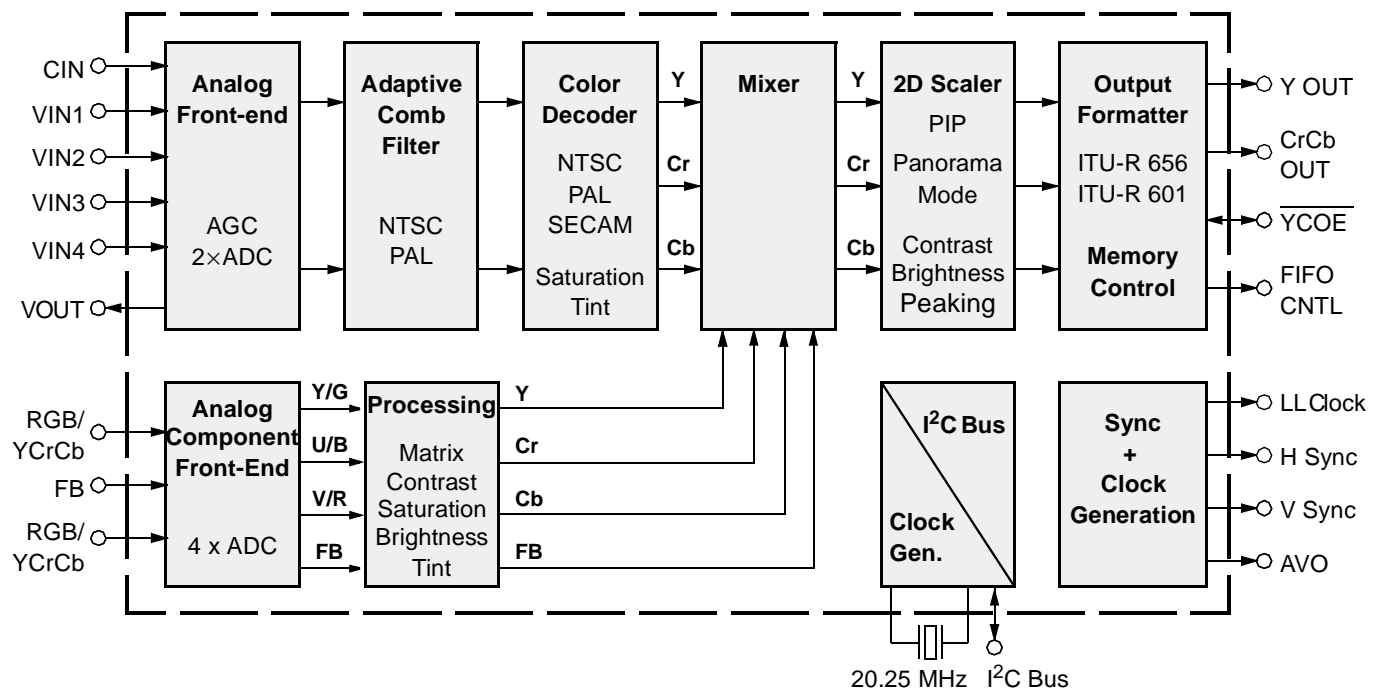 CIN
VIN1
VIN2
VIN3
VIN4
VOUT
Analog
Front-end
AGC
2×ADC
Adaptive
Comb
Filter
NTSC
PAL
Color
Decoder
NTSC
PAL
SECAM
Saturation
Tint
Y
Cr
Cb
Mixer
Y
Cr
Cb
2D Scaler
PIP
Panorama
Mode
Contrast
Brightness
Peaking
Output
Formatter
ITU-R 656
ITU-R 601
Memory
Control
Y OUT
CrCb
OUT
YCOE
FIFO
CNTL
RGB/
YCrCb
FB
RGB/
YCrCb
Analog
Component
Front-End
4 x ADC
Y/G
U/B
V/R
FB
Processing
Matrix
Contrast
Saturation
Brightness
Tint
Y
Cr
Cb
FB
I²C Bus
Clock
Gen.
20.25 MHz
I²C Bus
Sync
+
Clock
Generation
LL Clock
H Sync
V Sync
AVO